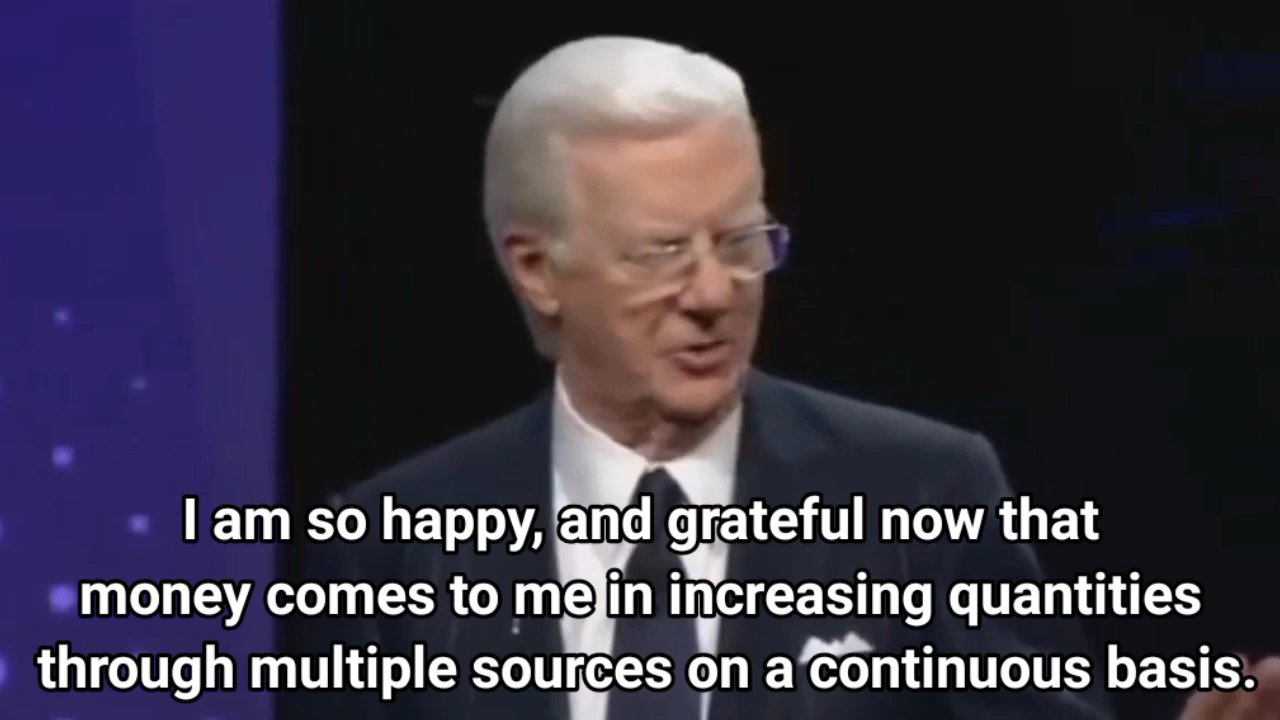 I am so happy, and grateful now that
money comes to me in increasing quantities
through multiple sources on a continuous basis.